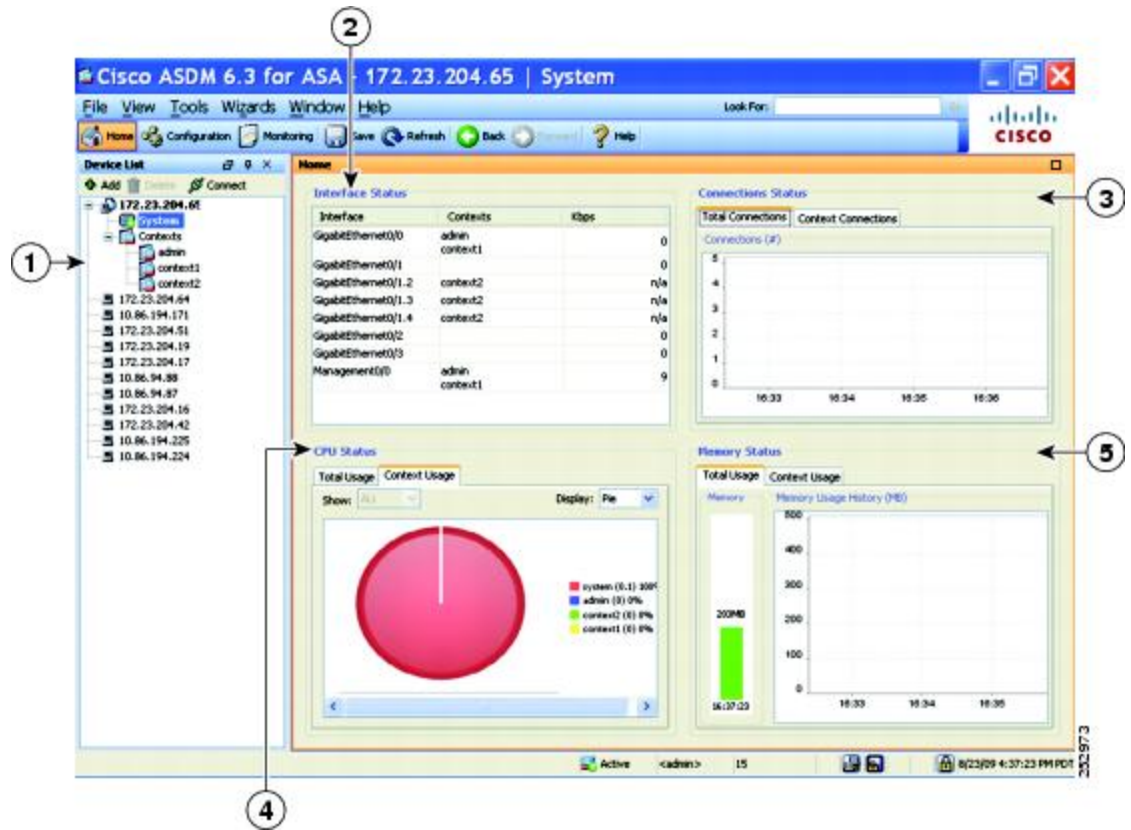 2
Cisco ASDM 6.3 for ASA - 172.23.204.65 | System
File View Tools Wizards Window Help
Look For:
Home Configuration Monitoring Save Refresh Back Forward Help
CISCO
Device List
Add Delete Connect
172.23.204.65
System
Contexts
admin
context1
context2
172.23.204.64
10.86.194.171
172.23.204.51
172.23.204.19
172.23.204.17
10.86.94.88
10.86.94.87
172.23.204.16
172.23.204.42
10.86.194.225
10.86.194.224
1
Home
Interface Status
Interface Contexts Kbps
GigabitEthernet0/0 admin 0
context1
GigabitEthernet0/1 0
GigabitEthernet0/1.2 context2 n/a
GigabitEthernet0/1.3 context2 n/a
GigabitEthernet0/1.4 context2 n/a
GigabitEthernet0/2 0
GigabitEthernet0/3 0
Management0/0 admin 9
context1
Connections Status
3
Total Connections Context Connections
Connections (#)
5
4
3
2
1
0
16:33 16:34 16:35 16:36
CPU Status
Total Usage Context Usage
Show: ALL Display: Pie
system (0.1) 100%
admin (0) 0%
context2 (0) 0%
context1 (0) 0%
4
Memory Status
5
Total Usage Context Usage
Memory Memory Usage History (MB)
203MB
16:37:23
500
400
300
200
100
0
16:33 16:34 16:35
Active <admin> 15 8/23/09 4:37:23 PM PDT
252973